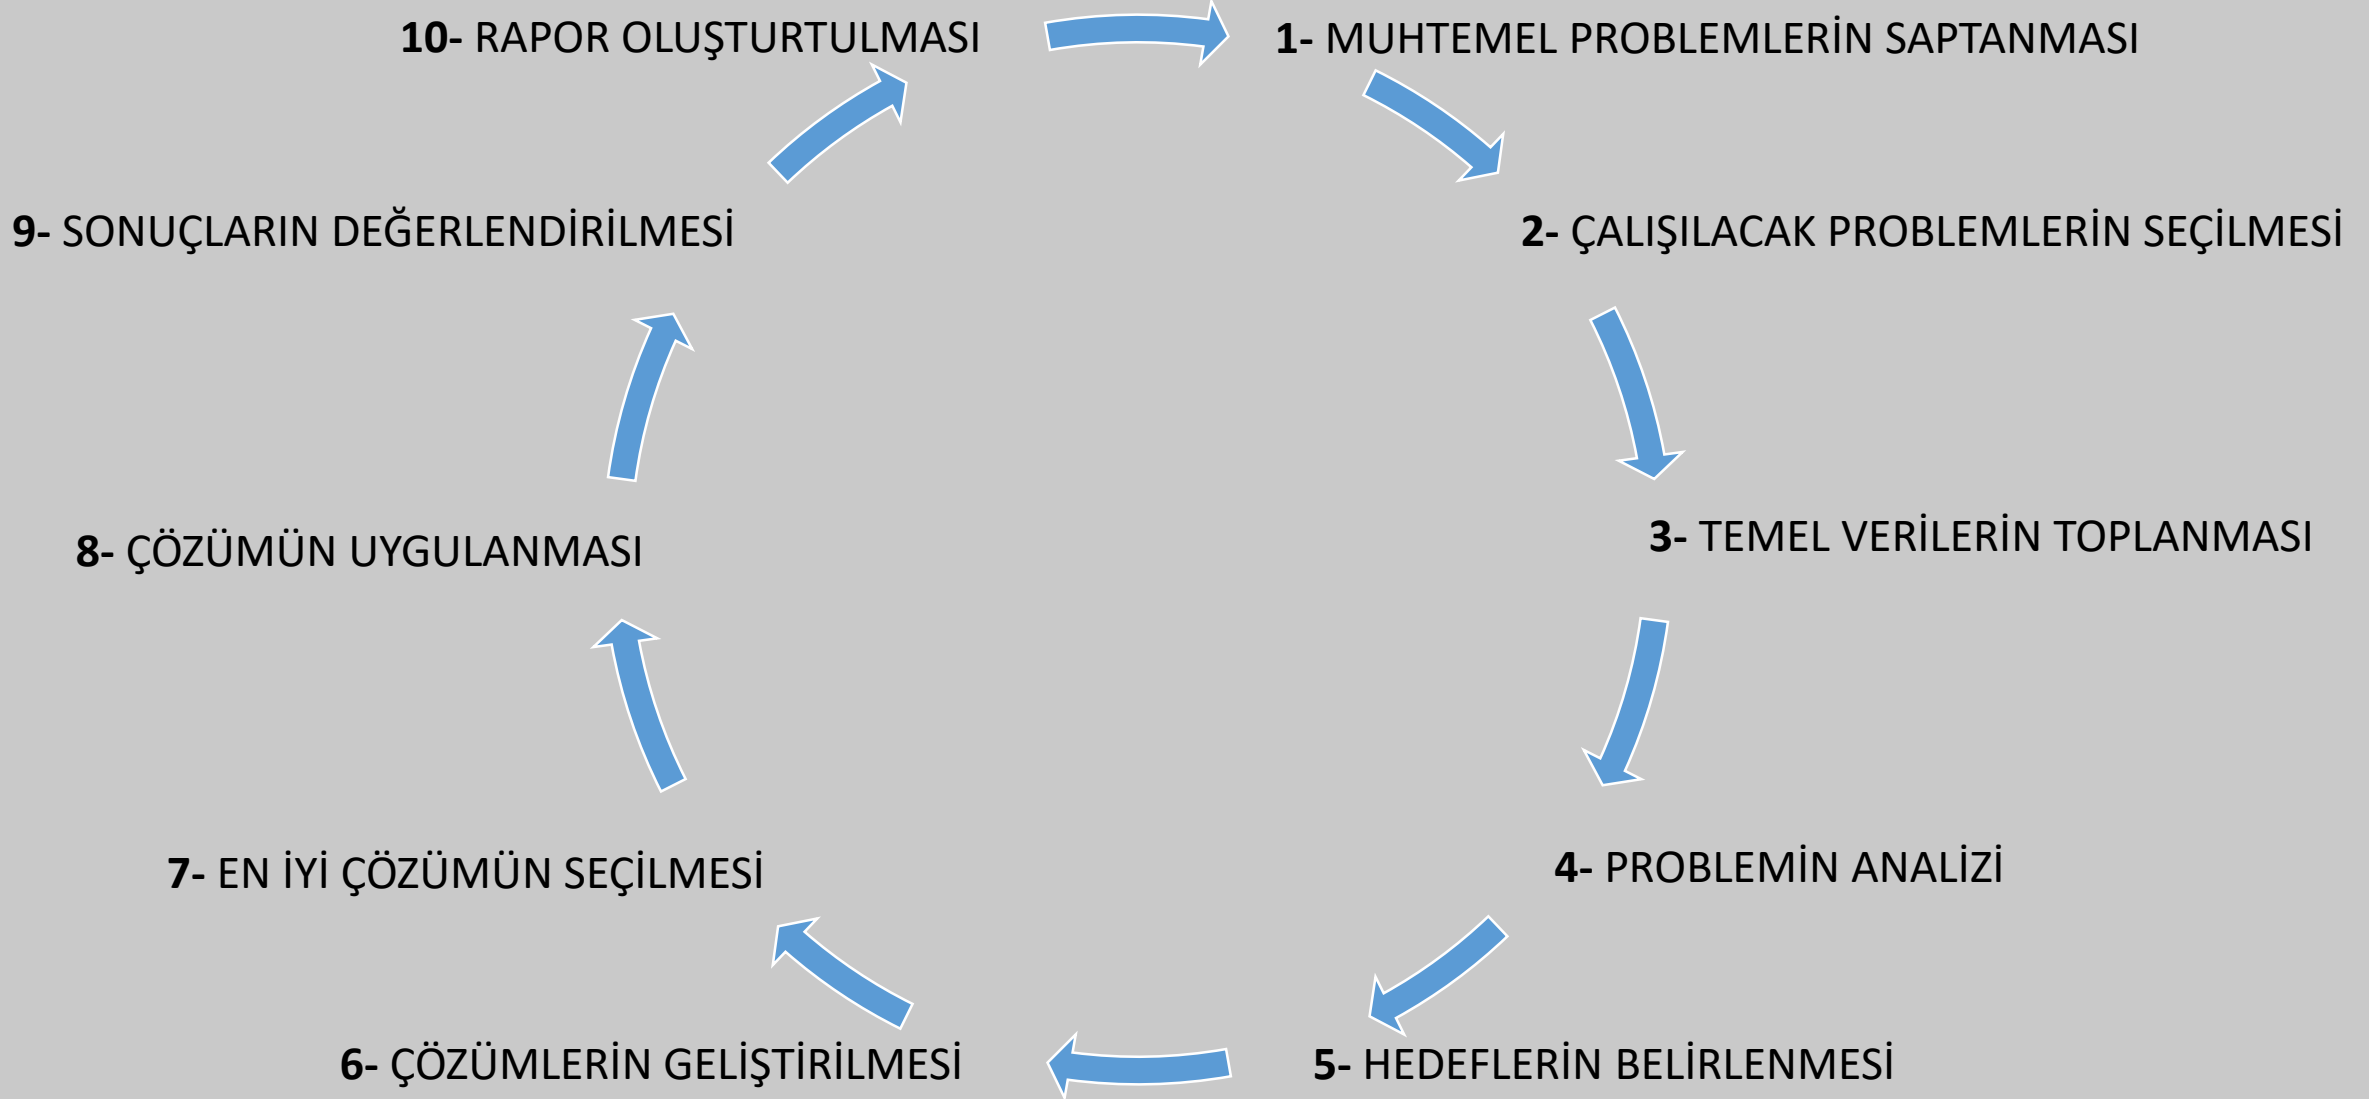 10- RAPOR OLUŞTURTULMASI
1- MUHTEMEL PROBLEMLERİN SAPTANMASI
9- SONUÇLARIN DEĞERLENDİRİLMESİ
2- ÇALIŞILACAK PROBLEMLERİN SEÇİLMESİ
8- ÇÖZÜMÜN UYGULANMASI
3- TEMEL VERİLERİN TOPLANMASI
7- EN İYİ ÇÖZÜMÜN SEÇİLMESİ
4- PROBLEMİN ANALİZİ
6- ÇÖZÜMLERİN GELİŞTİRİLMESİ
5- HEDEFLERİN BELİRLENMESİ